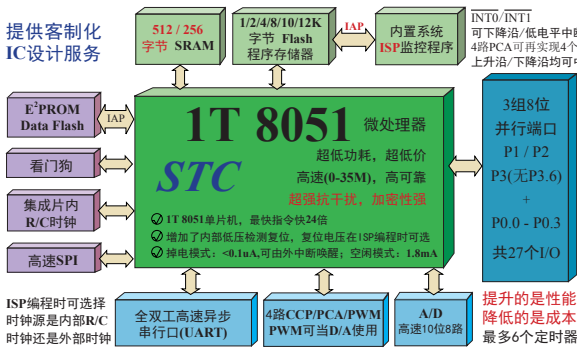 提供客制化
IC设计服务
512 / 256
字节 SRAM
1/2/4/8/10/12K
字节 Flash
程序存储器
IAP
内置系统
ISP监控程序
INT0/INT1
可下降沿/低电平中断
4路PCA可再实现4个
上升沿/下降沿均可中
E²PROM
Data Flash
IAP
看门狗
集成片内
R/C时钟
高速SPI
1T 8051 微处理器
STC
超低功耗，超低价
高速(0-35M)，高可靠
超强抗干扰，加密性强
1T 8051单片机，最快指令快24倍
增加了内部低压检测复位，复位电压在ISP编程时可选
掉电模式：<0.1uA,可由外中断唤醒；空闲模式：1.8mA
3组8位
并行端口
P1 / P2
P3(无P3.6)
+
P0.0 - P0.3
共27个I/O
ISP编程时可选择
时钟源是内部R/C
时钟还是外部时钟
全双工高速异步
串行口(UART)
4路CCP/PCA/PWM
PWM可当D/A使用
A/D
高速10位8路
提升的是性能
降低的是成本
最多6个定时器